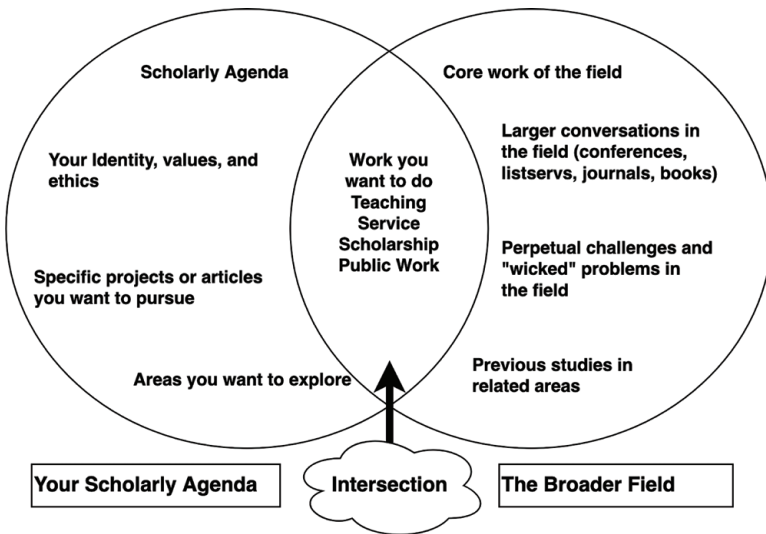 Scholarly Agenda
Your Identity, values, and
ethics
Specific projects or articles
you want to pursue
Areas you want to explore
Work you
want to do
Teaching
Service
Scholarship
Public Work
Core work of the field
Larger conversations in
the field (conferences,
listservs, journals, books)
Perpetual challenges and
"wicked" problems in
the field
Previous studies in
related areas
Your Scholarly Agenda
Intersection
The Broader Field